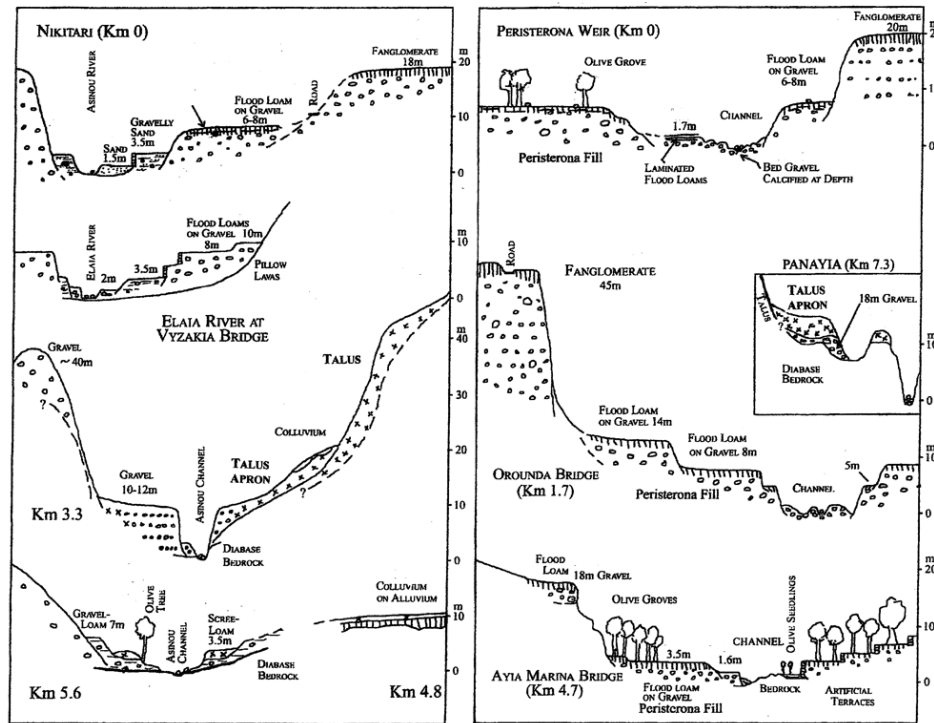 NIKITARI (KM 0)
ASINOU RIVER
SAND
1.5m
GRAVELLY
SAND
3.5m
FLOOD LOAM
ON GRAVEL
6-8m
ROAD
FANGLOMERATE
18m
m
20
10
0
ELAIA RIVER
2m
3.5m
FLOOD LOAMS
ON GRAVEL
8m
10m
PILLOW
LAVAS
10
0
ELAIA RIVER AT
VYZAKIA BRIDGE
GRAVEL
~40m
?
GRAVEL
10-12m
ASINOU CHANNEL
TALUS
COLLUVIUM
TALUS
APRON
?
DIABASE
BEDROCK
Km 3.3
m
40
30
20
10
0
GRAVEL-
LOAM 7m
OLIVE
TREE
ASINOU
CHANNEL
SCREE-
LOAM
3.5m
DIABASE
BEDROCK
COLLUVIUM
ON ALLUVIUM
m
10
0
Km 5.6
Km 4.8
PERISTERONA WEIR (KM 0)
OLIVE GROVE
Peristerona Fill
1.7m
LAMINATED
FLOOD LOAMS
CHANNEL
BED GRAVEL
CALCIFIED AT DEPTH
FLOOD LOAM
ON GRAVEL
6-8m
FANGLOMERATE
20m
m
10
0
ROAD
FANGLOMERATE
45m
PANAYIA (KM 7.3)
TALUS
TALUS
APRON
?
18m GRAVEL
DIABASE
BEDROCK
m
10
0
FLOOD LOAM
ON GRAVEL 14m
FLOOD LOAM
ON GRAVEL 8m
OROUNDA BRIDGE
(Km 1.7)
Peristerona Fill
CHANNEL
5m
m
10
0
FLOOD
LOAM
18m GRAVEL
OLIVE GROVES
3.5m
1.6m
CHANNEL
OLIVE SEEDLINGS
BEDROCK
ARTIFICIAL
TERRACES
AYIA MARINA BRIDGE
(Km 4.7)
FLOOD LOAM
ON GRAVEL
Peristerona Fill
20
m
10
0